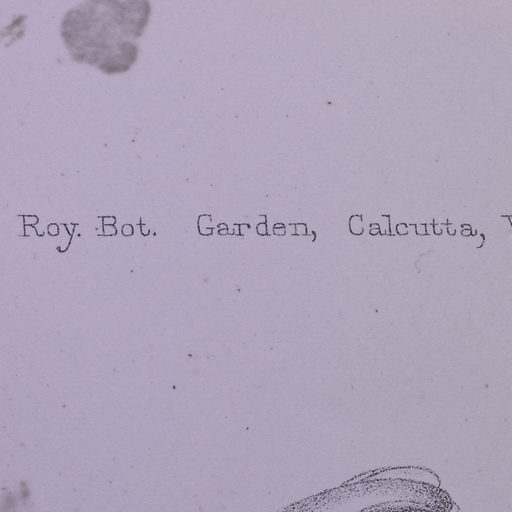 Roy. Bot. Garden, Calcutta,